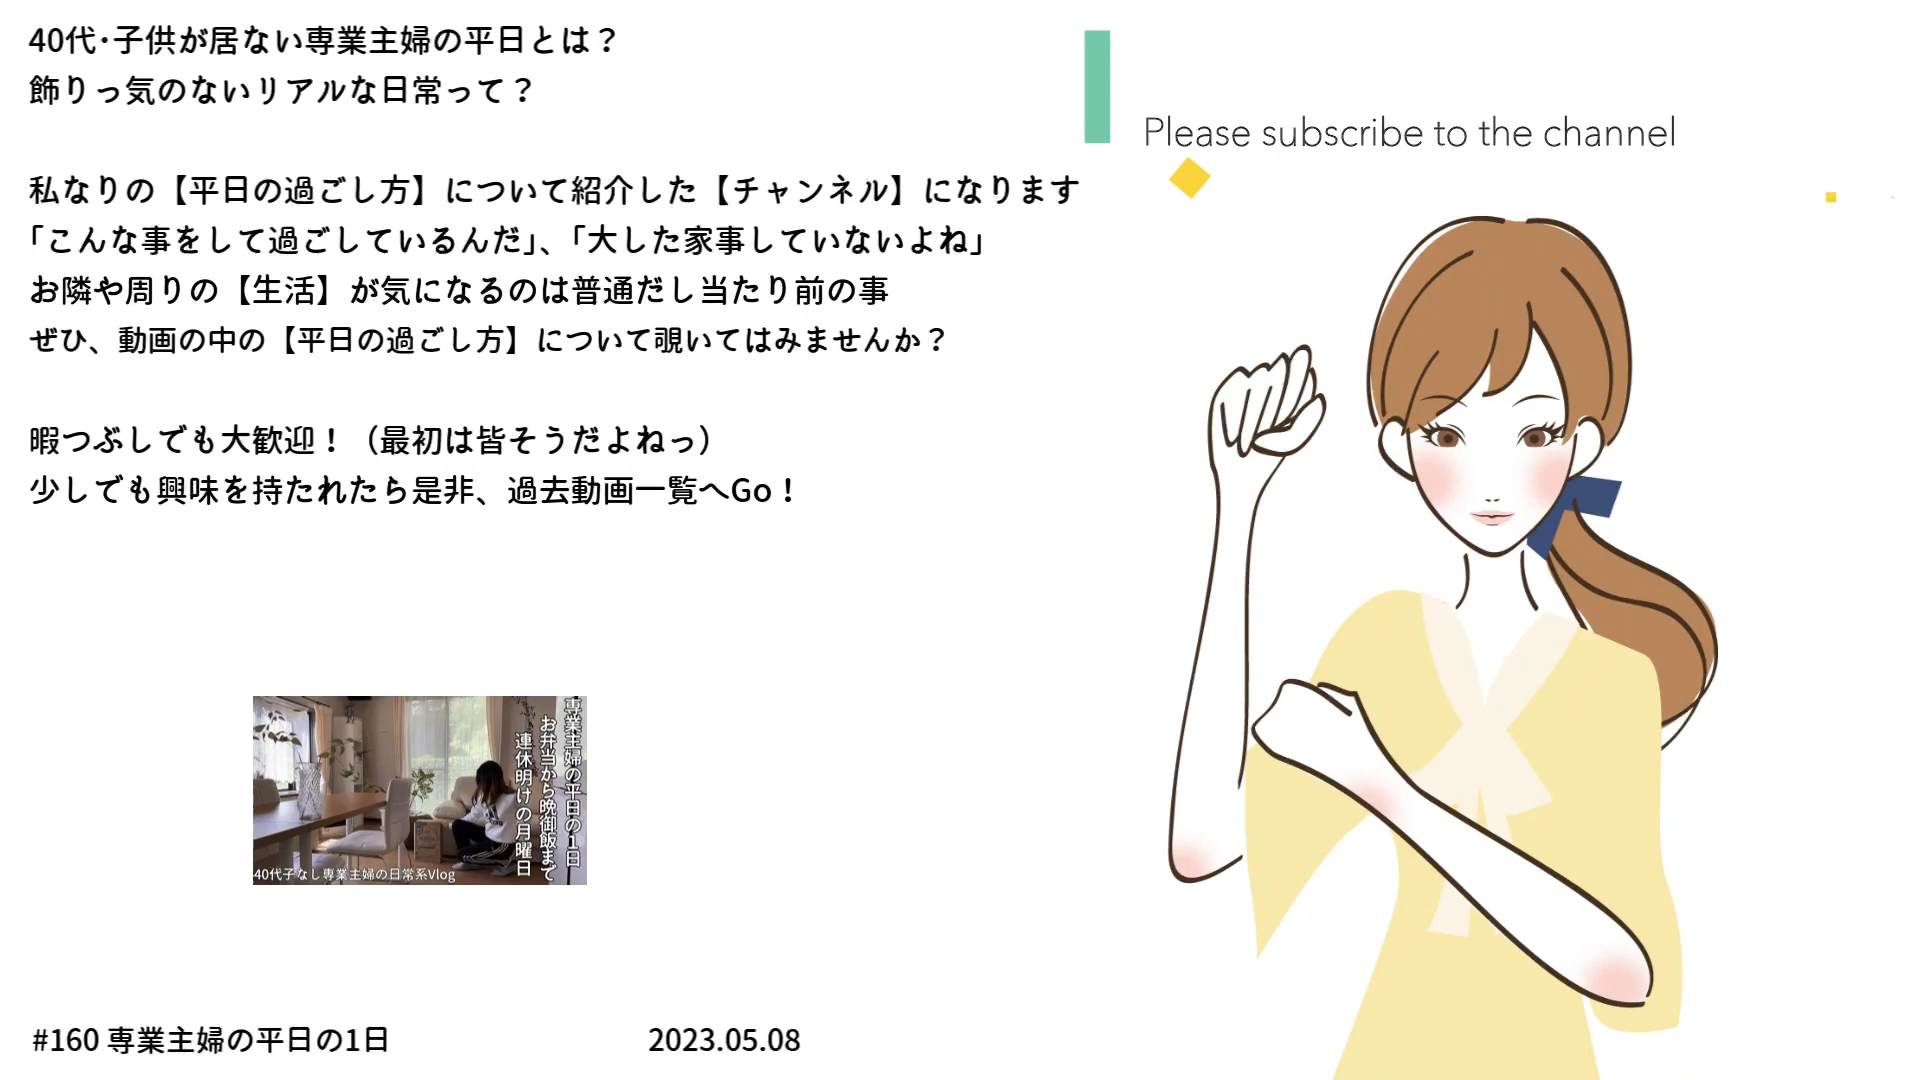 40代･子供が居ない専業主婦の平日とは？
飾りっ気のないリアルな日常って？
私なりの【平日の過ごし方】について紹介した【チャンネル】になります
｢こんな事をして過ごしているんだ｣、｢大した家事していないよね｣
お隣や周りの【生活】が気になるのは普通だし当たり前の事
ぜひ、動画の中の【平日の過ごし方】について覗いてはみませんか？
暇つぶしでも大歓迎！（最初は皆そうだよねっ）
少しでも興味を持たれたら是非、過去動画一覧へGo！
Please subscribe to the channel
専業主婦の平日の1日
お弁当から晩御飯まで
連休明けの月曜日
40代子なし専業主婦の日常系Vlog
#160 専業主婦の平日の1日
2023.05.08